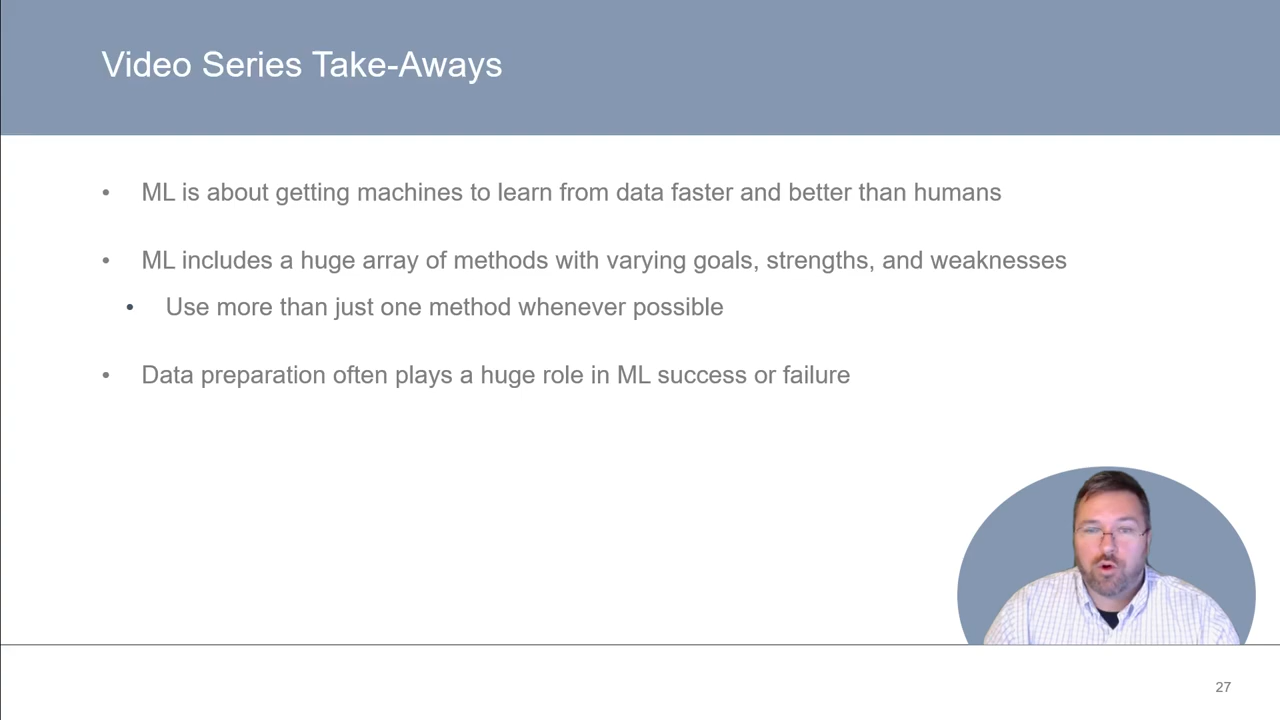 Video Series Take-Aways
• ML is about getting machines to learn from data faster and better than humans
• ML includes a huge array of methods with varying goals, strengths, and weaknesses
• Use more than just one method whenever possible
• Data preparation often plays a huge role in ML success or failure
27